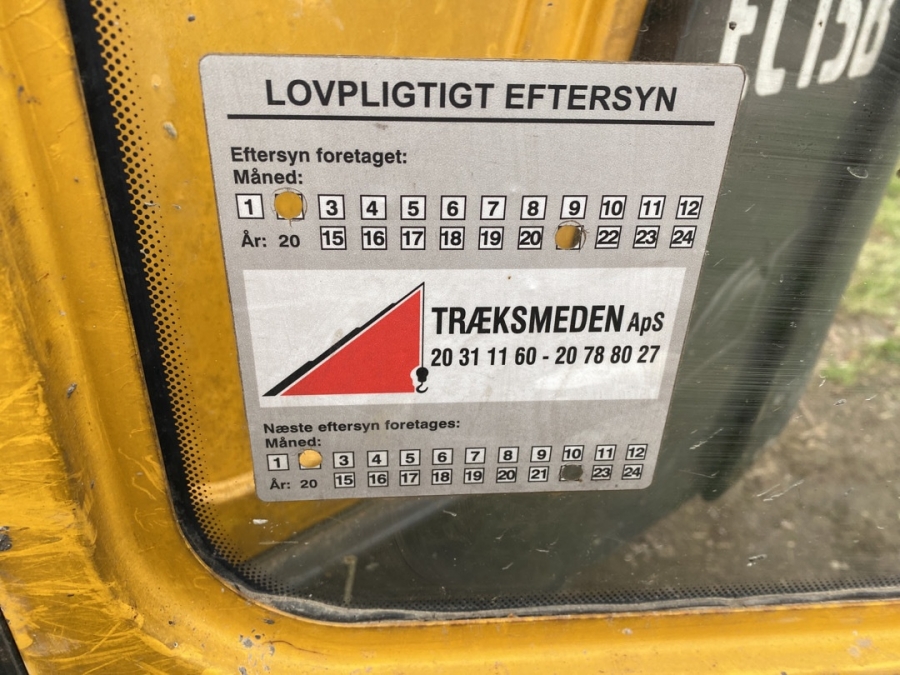 EC15B
LOVPLIGTIGT EFTERSYN
Eftersyn foretaget:
Måned:
1 3 4 5 6 7 8 9 10 11 12
År: 20 15 16 17 18 19 20 22 23 24
TRÆKSMEDEN ApS
20 31 11 60 - 20 78 80 27
Næste eftersyn foretages:
Måned:
1 3 4 5 6 7 8 9 10 11 12
År: 20 15 16 17 18 19 20 21 23 24